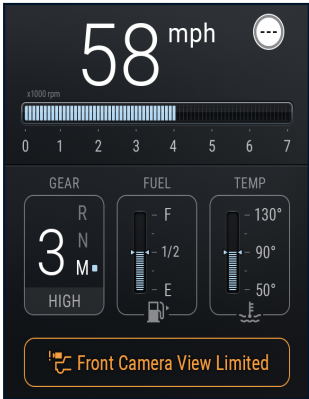 58 mph
---
x1000 rpm
0 1 2 3 4 5 6 7
GEAR FUEL TEMP
R
N
3 M
HIGH
F
1/2
E
130°
90°
50°
Front Camera View Limited